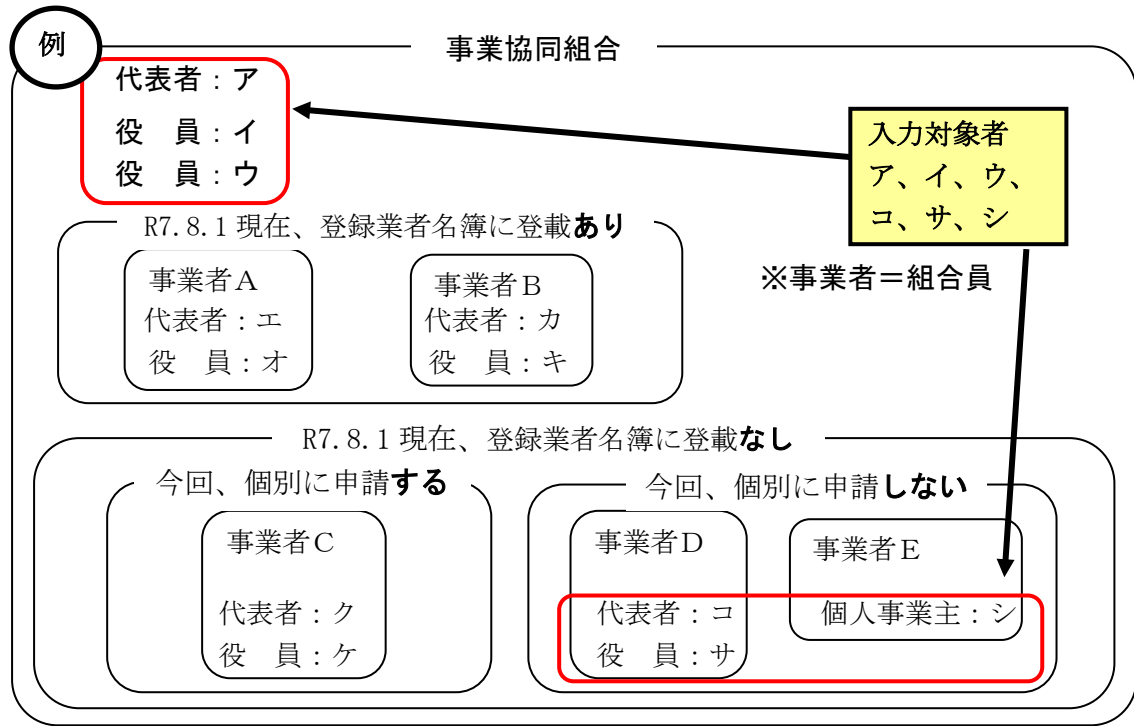 例
事業協同組合
代表者：ア
役　員：イ
役　員：ウ
入力対象者
ア、イ、ウ、
コ、サ、シ
※事業者＝組合員
R7.8.1 現在、登録業者名簿に登載あり
事業者Ａ
代表者：エ
役　員：オ
事業者Ｂ
代表者：カ
役　員：キ
R7.8.1 現在、登録業者名簿に登載なし
今回、個別に申請する
事業者Ｃ
代表者：ク
役　員：ケ
今回、個別に申請しない
事業者Ｄ
代表者：コ
役　員：サ
事業者Ｅ
個人事業主：シ